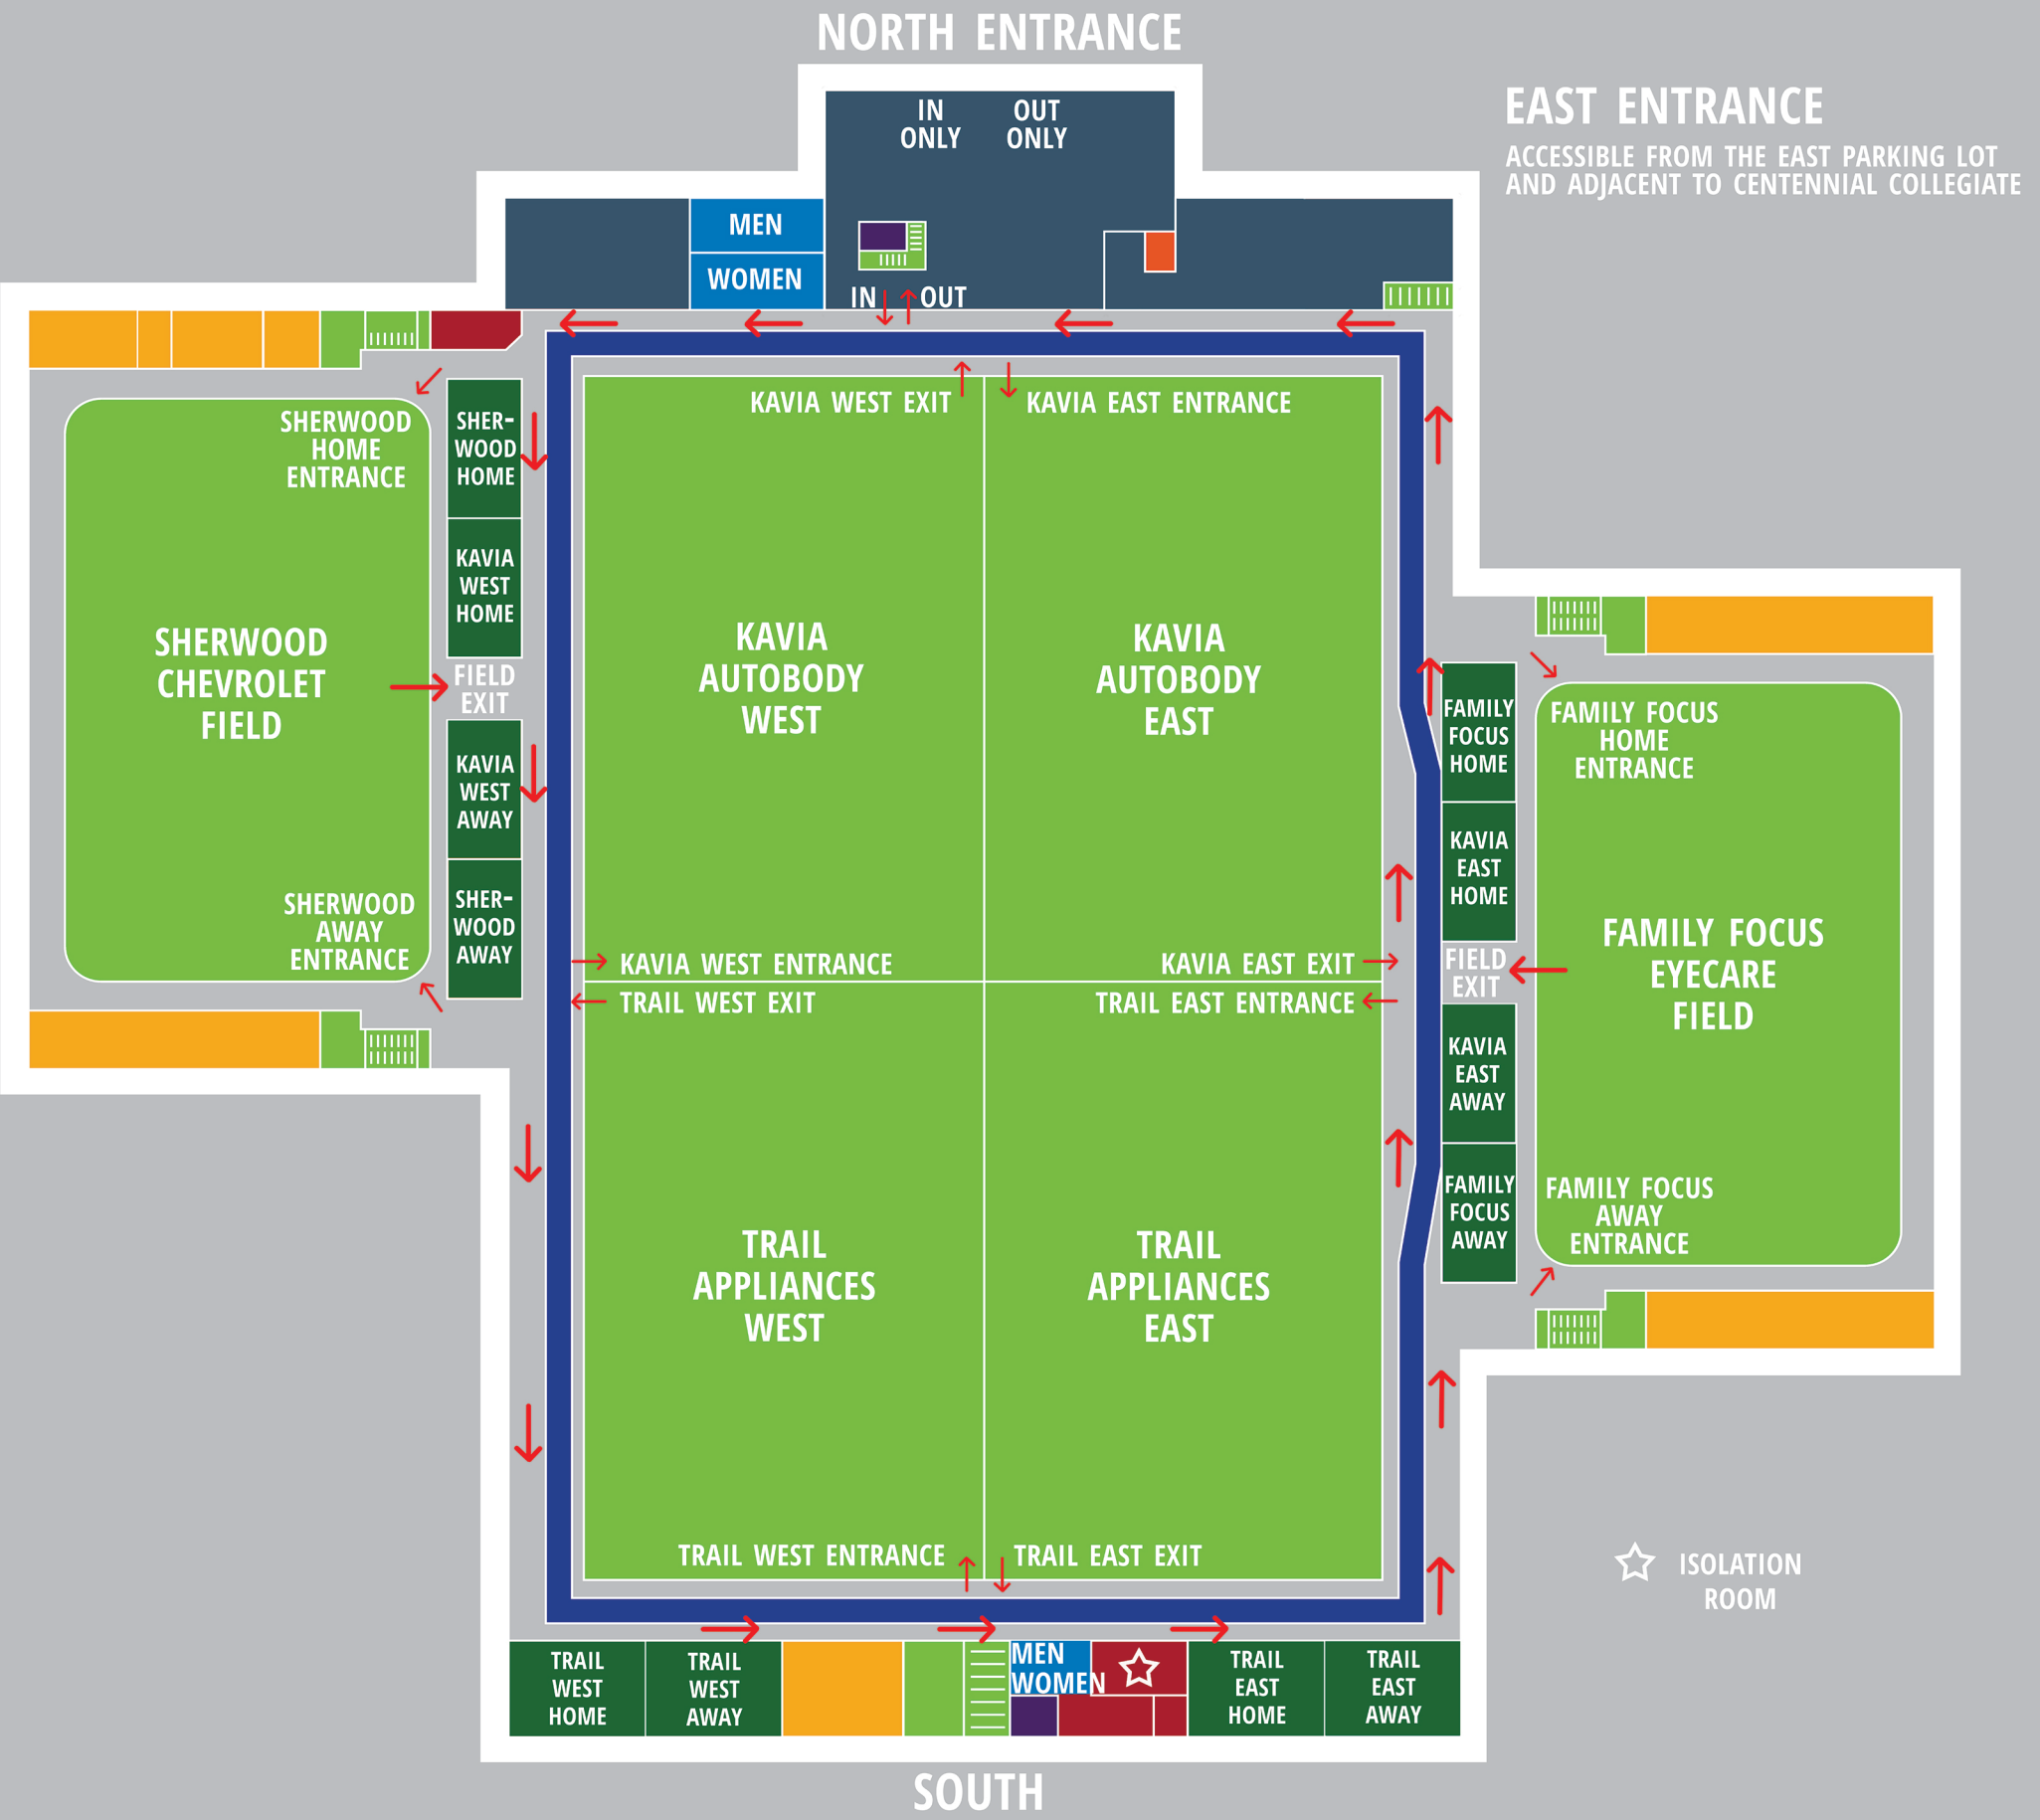 NORTH ENTRANCE
EAST ENTRANCE
ACCESSIBLE FROM THE EAST PARKING LOT
AND ADJACENT TO CENTENNIAL COLLEGIATE
IN
ONLY
OUT
ONLY
MEN
WOMEN
IN
OUT
KAVIA WEST EXIT
KAVIA EAST ENTRANCE
SHERWOOD
HOME
ENTRANCE
SHER-
WOOD
HOME
KAVIA
WEST
HOME
SHERWOOD
CHEVROLET
FIELD
FIELD
EXIT
KAVIA
WEST
AWAY
SHER-
WOOD
AWAY
SHERWOOD
AWAY
ENTRANCE
KAVIA
AUTOBODY
WEST
KAVIA
AUTOBODY
EAST
FAMILY
FOCUS
HOME
KAVIA
EAST
HOME
FAMILY FOCUS
HOME
ENTRANCE
FAMILY FOCUS
EYECARE
FIELD
FIELD
EXIT
KAVIA
EAST
AWAY
FAMILY
FOCUS
AWAY
FAMILY FOCUS
AWAY
ENTRANCE
KAVIA WEST ENTRANCE
KAVIA EAST EXIT
TRAIL WEST EXIT
TRAIL EAST ENTRANCE
TRAIL
APPLIANCES
WEST
TRAIL
APPLIANCES
EAST
TRAIL WEST ENTRANCE
TRAIL EAST EXIT
ISOLATION
ROOM
TRAIL
WEST
HOME
TRAIL
WEST
AWAY
MEN
WOMEN
TRAIL
EAST
HOME
TRAIL
EAST
AWAY
SOUTH